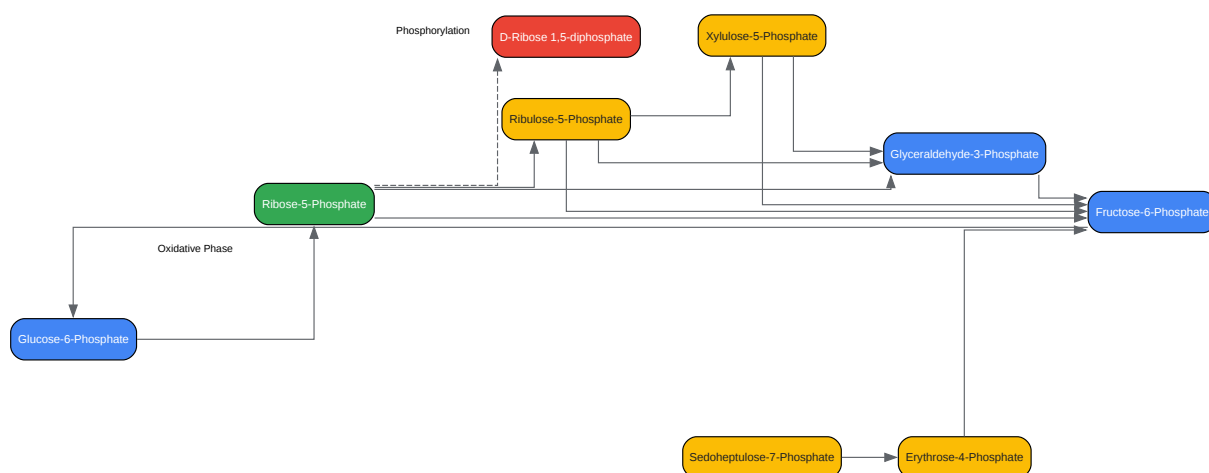 Phosphorylation
D-Ribose 1,5-diphosphate
Xylulose-5-Phosphate
Ribulose-5-Phosphate
Glyceraldehyde-3-Phosphate
Ribose-5-Phosphate
Fructose-6-Phosphate
Oxidative Phase
Glucose-6-Phosphate
Sedoheptulose-7-Phosphate
Erythrose-4-Phosphate